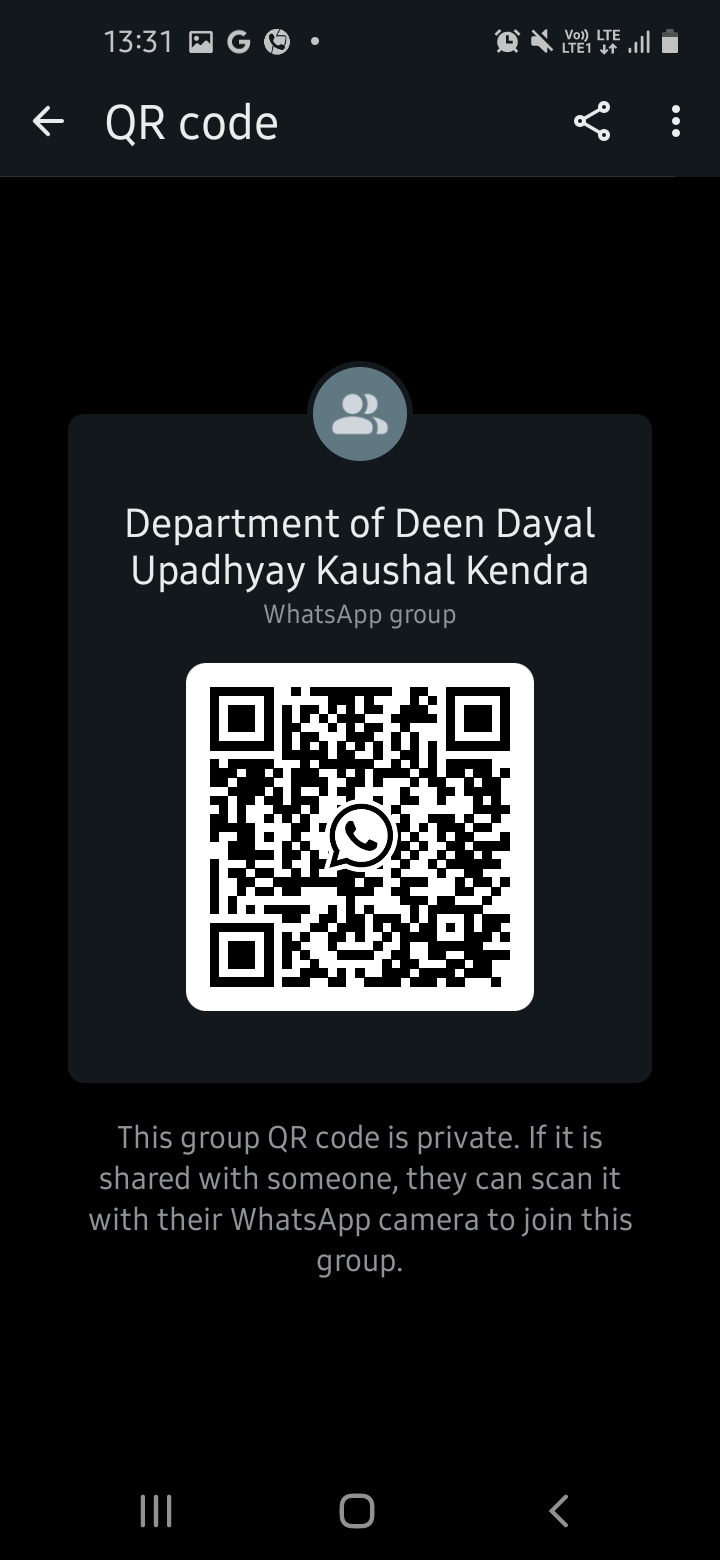 13:31
Vo)) LTE
LTE1
QR code
Department of Deen Dayal
Upadhyay Kaushal Kendra
WhatsApp group
This group QR code is private. If it is
shared with someone, they can scan it
with their WhatsApp camera to join this
group.